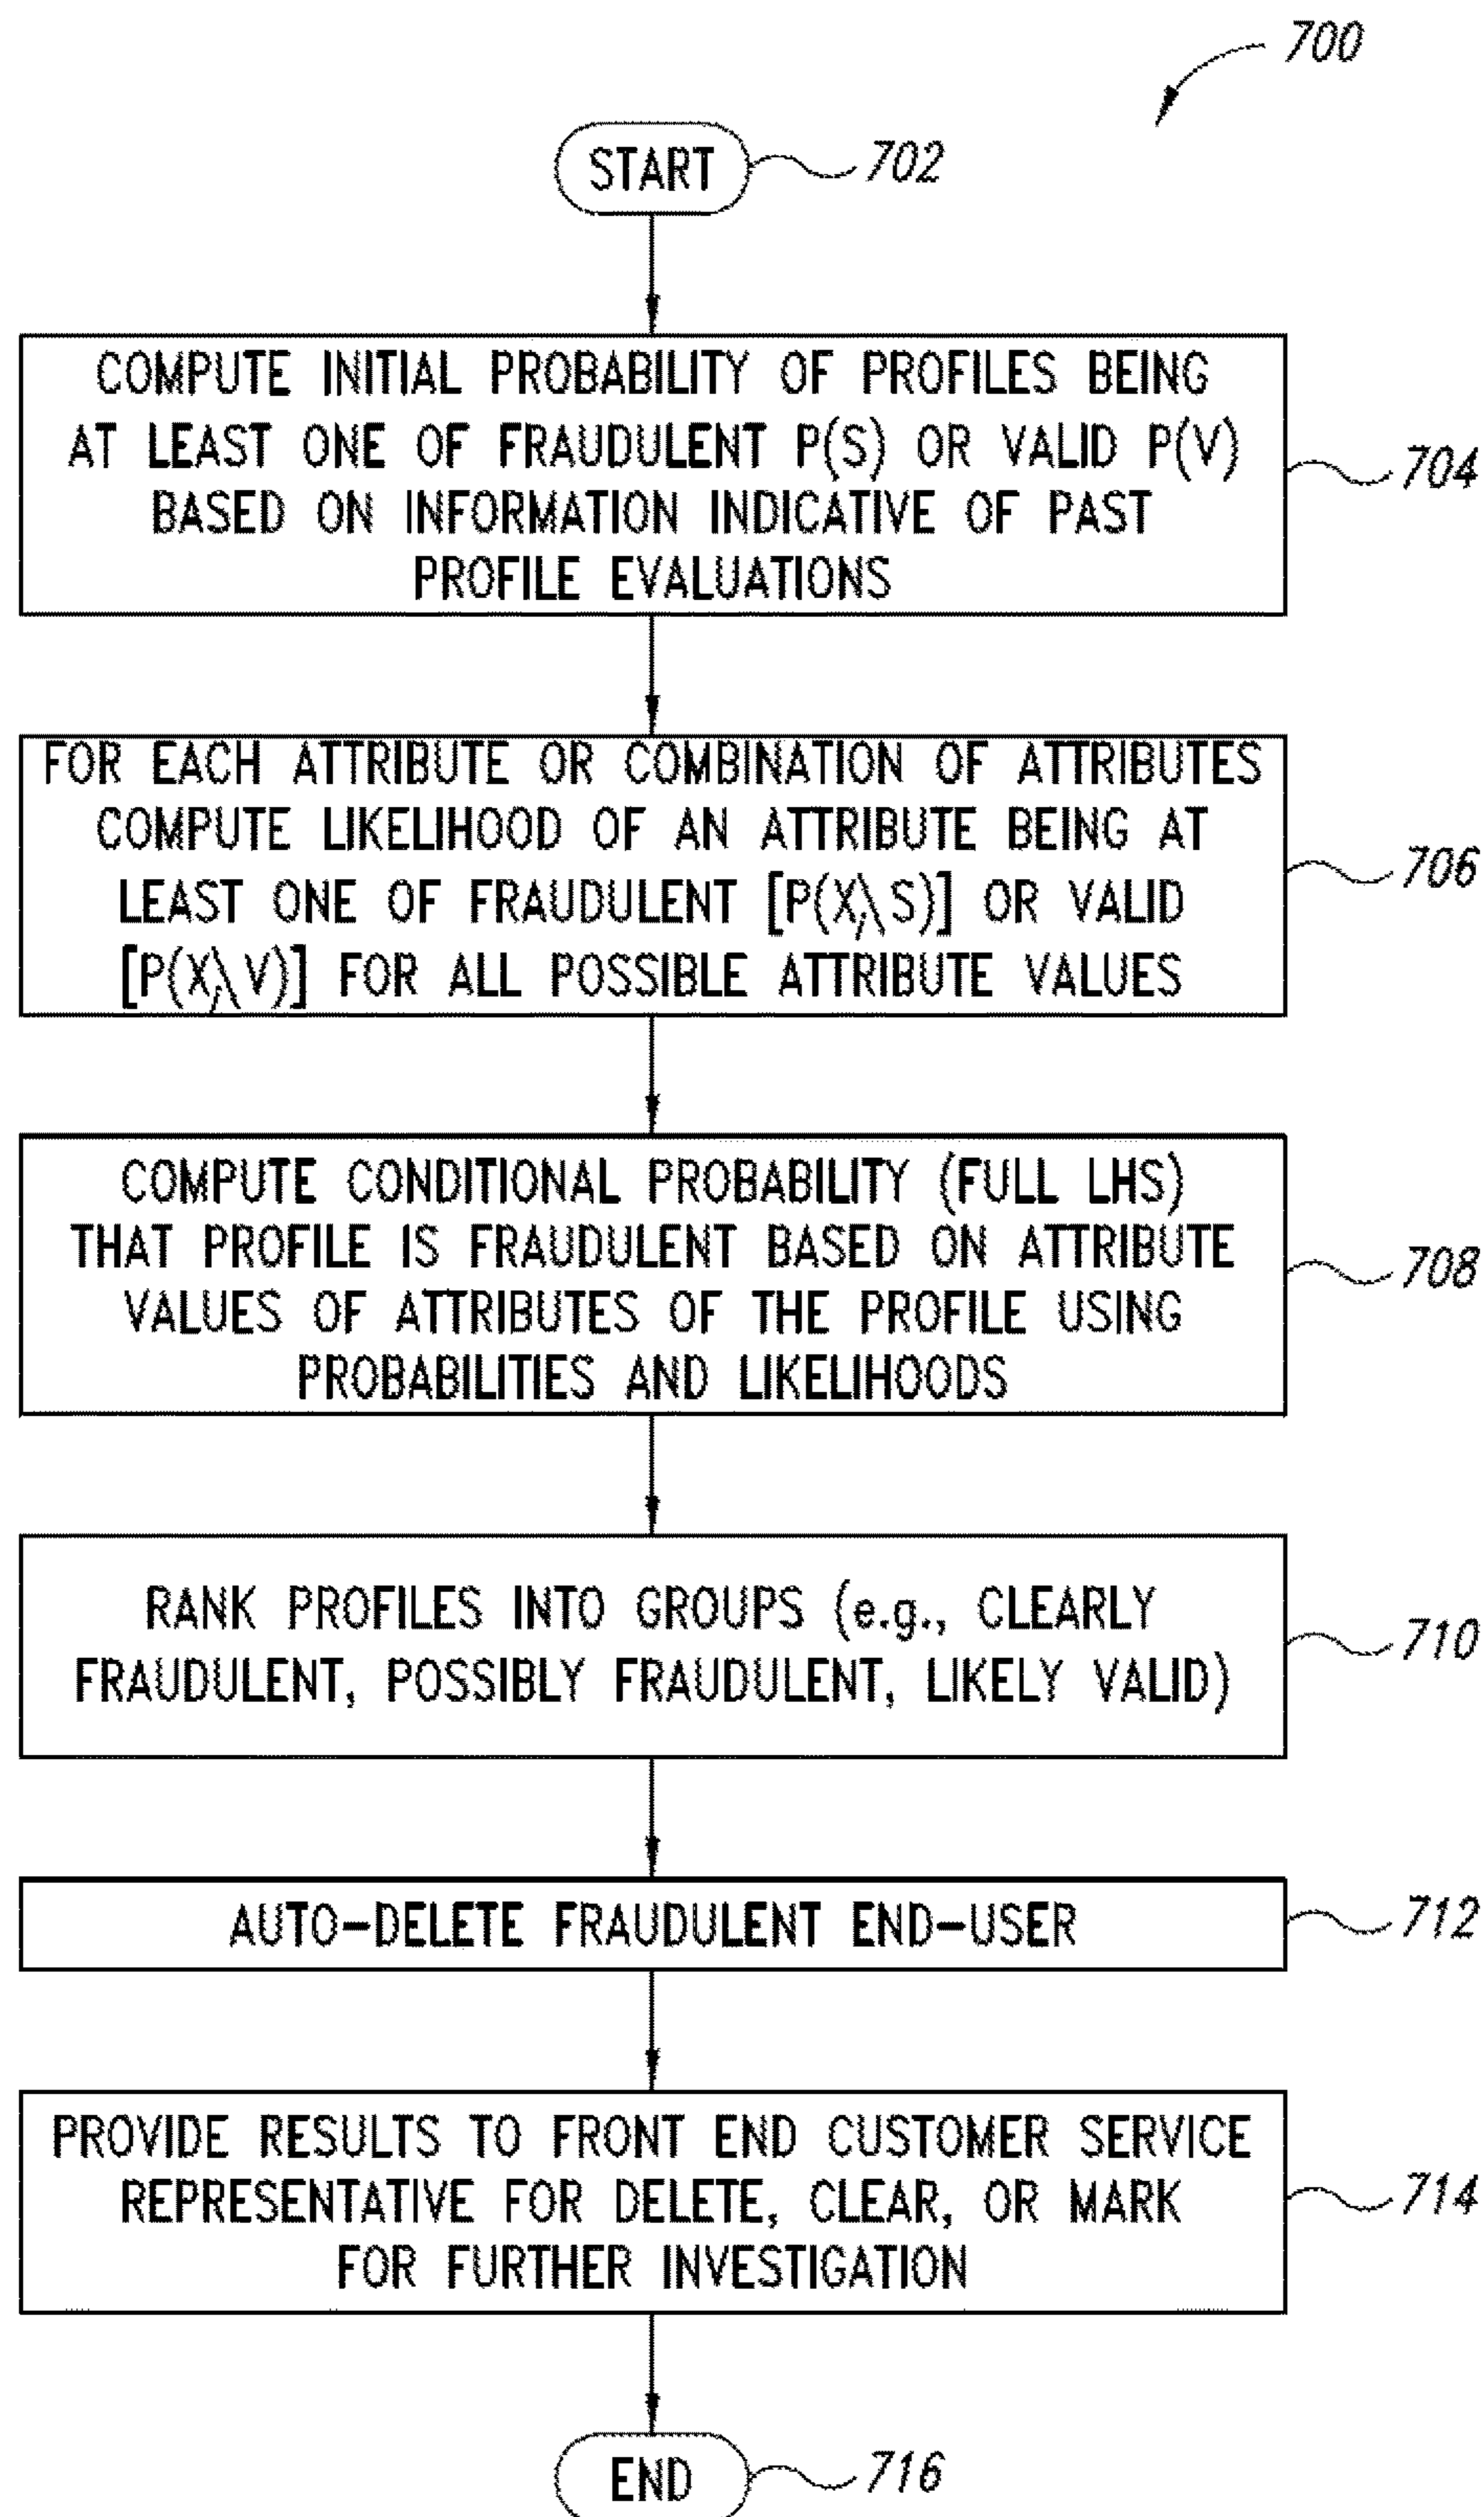 700
START
702
COMPUTE INITIAL PROBABILITY OF PROFILES BEING
AT LEAST ONE OF FRAUDULENT P(S) OR VALID P(V)
BASED ON INFORMATION INDICATIVE OF PAST
PROFILE EVALUATIONS
704
FOR EACH ATTRIBUTE OR COMBINATION OF ATTRIBUTES
COMPUTE LIKELIHOOD OF AN ATTRIBUTE BEING AT
LEAST ONE OF FRAUDULENT [P(X,\S)] OR VALID
[P(X,\V)] FOR ALL POSSIBLE ATTRIBUTE VALUES
706
COMPUTE CONDITIONAL PROBABILITY (FULL LHS)
THAT PROFILE IS FRAUDULENT BASED ON ATTRIBUTE
VALUES OF ATTRIBUTES OF THE PROFILE USING
PROBABILITIES AND LIKELIHOODS
708
RANK PROFILES INTO GROUPS (e.g., CLEARLY
FRAUDULENT, POSSIBLY FRAUDULENT, LIKELY VALID)
710
AUTO-DELETE FRAUDULENT END-USER
712
PROVIDE RESULTS TO FRONT END CUSTOMER SERVICE
REPRESENTATIVE FOR DELETE, CLEAR, OR MARK
FOR FURTHER INVESTIGATION
714
END
716